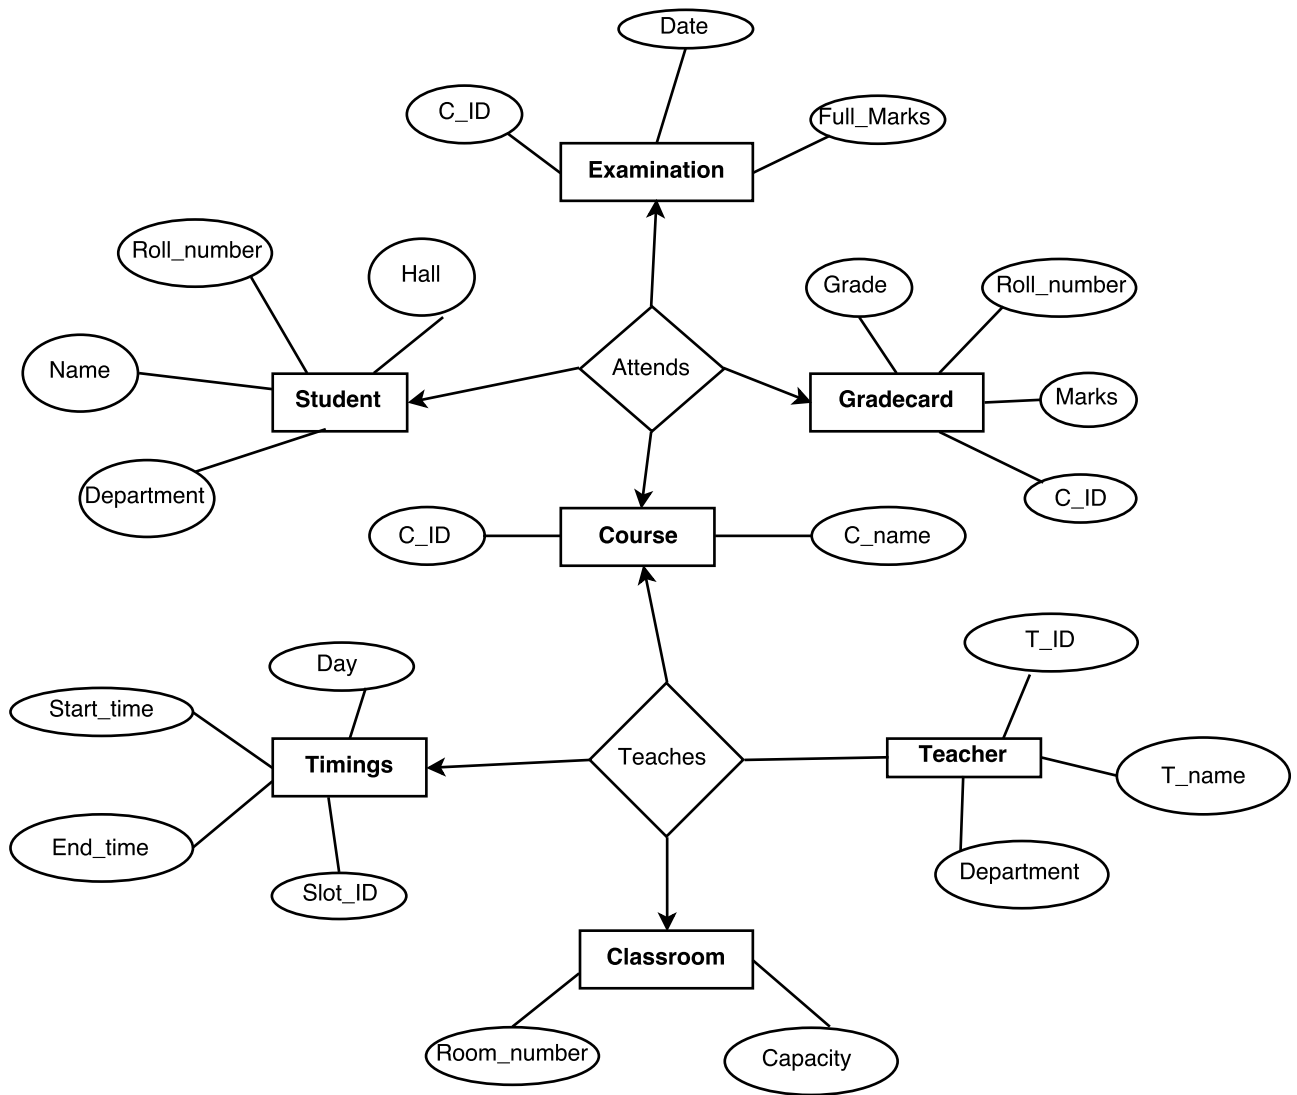 Date
C_ID
Full_Marks
Examination
Roll_number
Hall
Grade
Roll_number
Name
Student
Attends
Gradecard
Marks
Department
C_ID
C_ID
Course
C_name
T_ID
Day
Start_time
Timings
Teaches
Teacher
T_name
End_time
Slot_ID
Department
Classroom
Room_number
Capacity